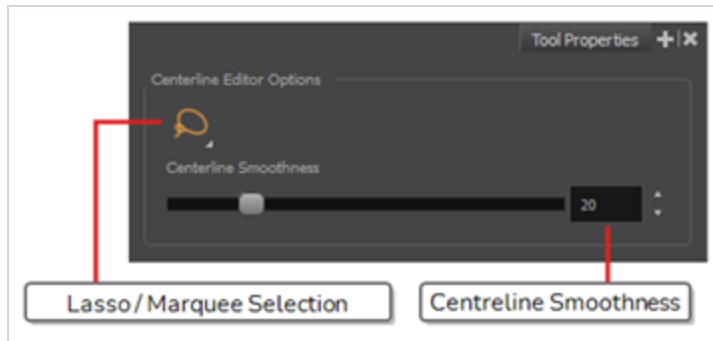 Tool Properties
Centerline Editor Options
Centerline Smoothness
20
Lasso / Marquee Selection
Centreline Smoothness